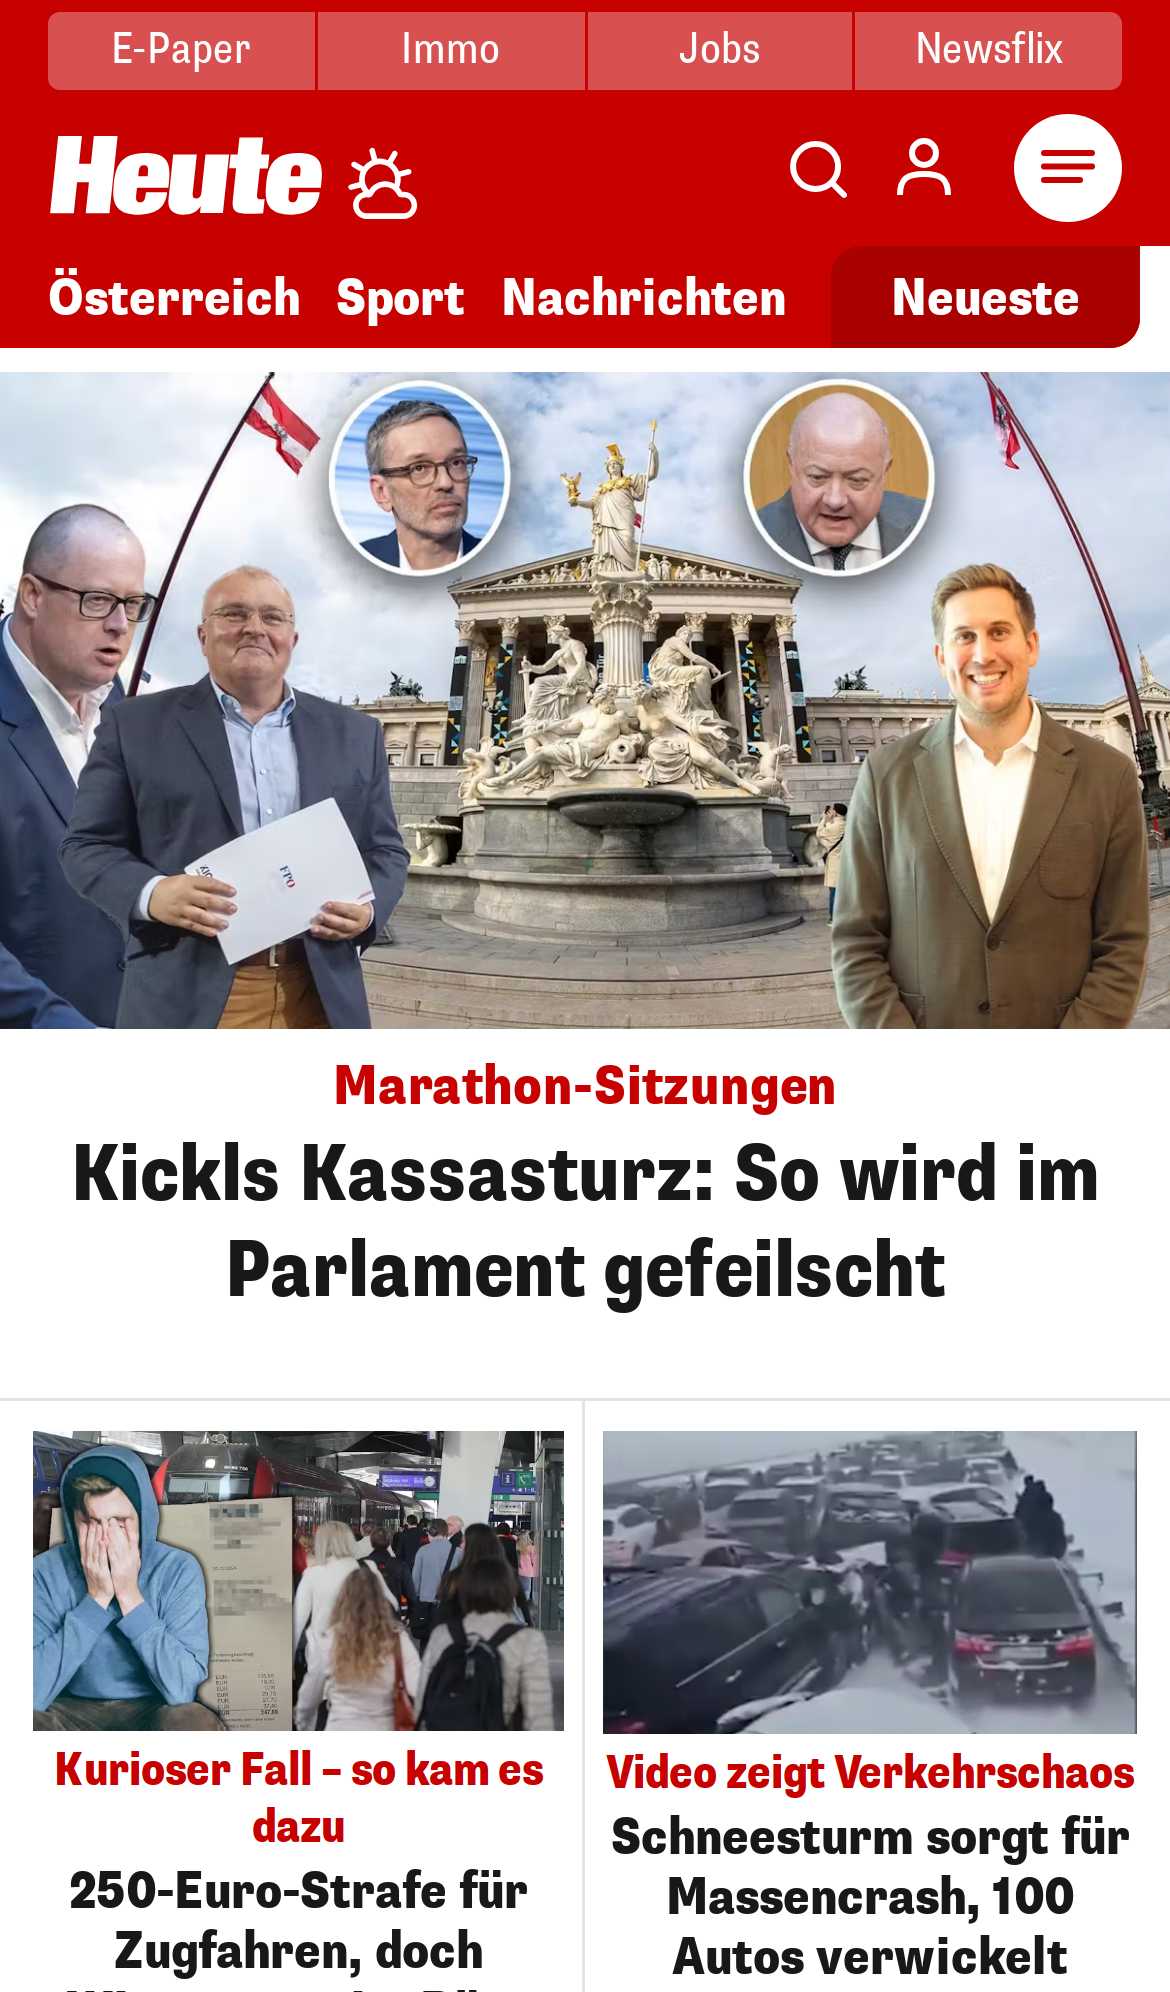 E-Paper
Immo
Jobs
Newsflix
Heute
Österreich
Sport
Nachrichten
Neueste
FPÖ
Marathon-Sitzungen
Kickls Kassasturz: So wird im
Parlament gefeilscht
Kurioser Fall – so kam es
dazu
250-Euro-Strafe für
Zugfahren, doch
Video zeigt Verkehrschaos
Schneesturm sorgt für
Massencrash, 100
Autos verwickelt